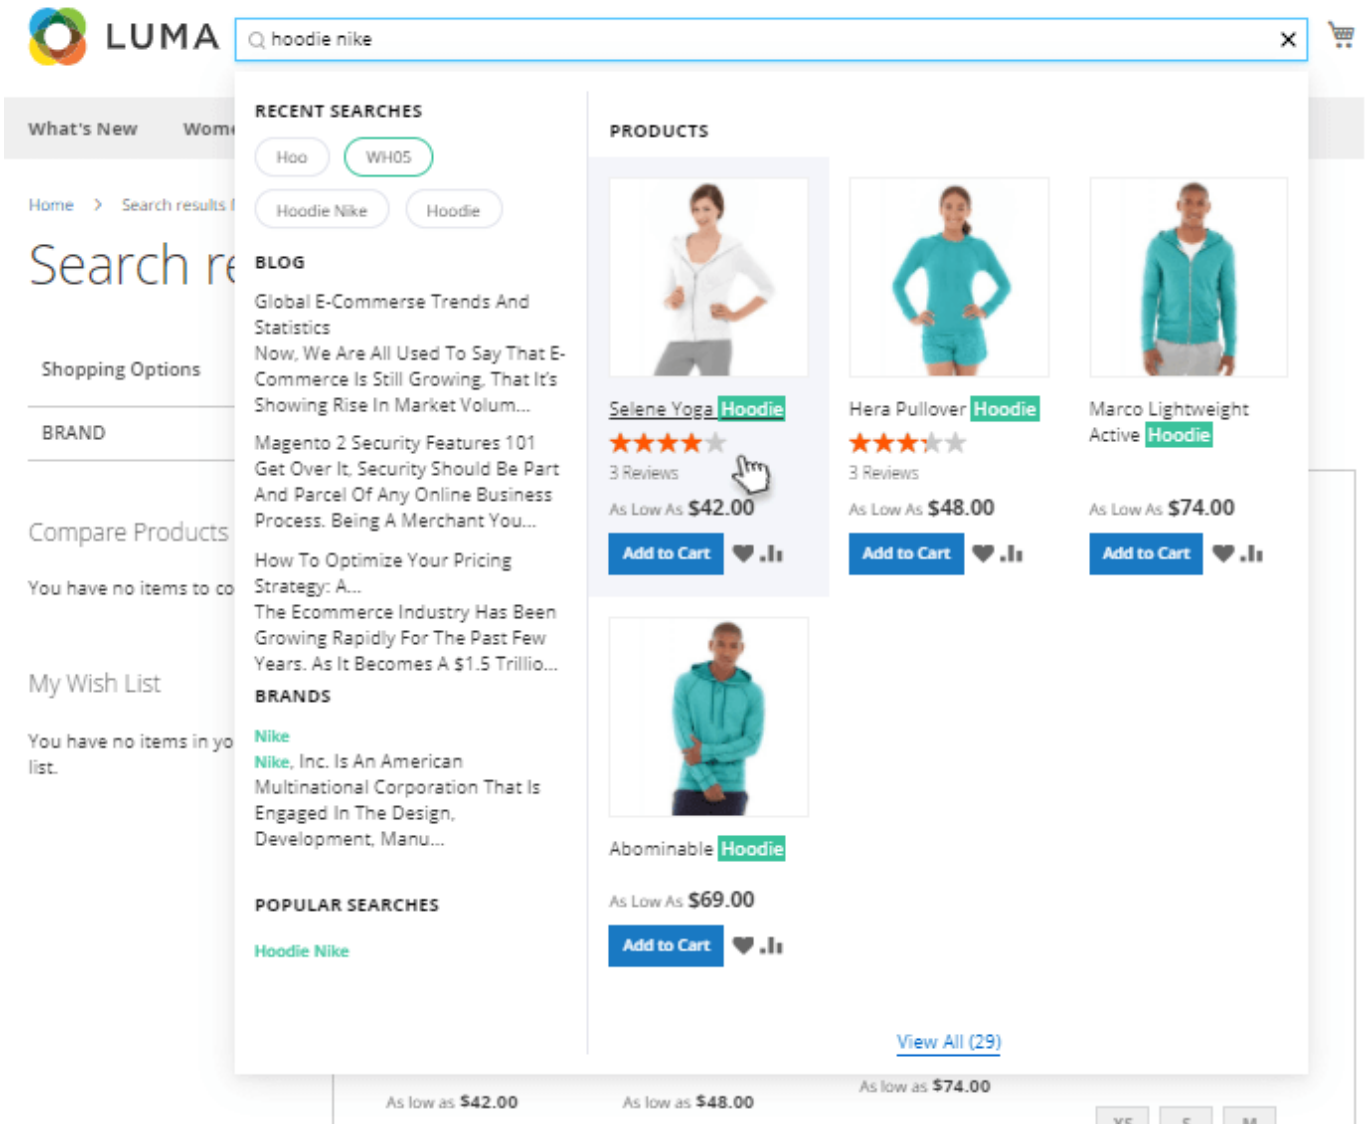 LUMA
hoodie nike
What's New
Home > Search results
Search re
Shopping Options
BRAND
Compare Products
You have no items to co
My Wish List
You have no items in yo
list.
RECENT SEARCHES
Hoo
WH05
Hoodie Nike
Hoodie
BLOG
Global E-Commerse Trends And
Statistics
Now, We Are All Used To Say That E-
Commerce Is Still Growing, That It's
Showing Rise In Market Volum...
Magento 2 Security Features 101
Get Over It, Security Should Be Part
And Parcel Of Any Online Business
Process. Being A Merchant You...
How To Optimize Your Pricing
Strategy: A...
The Ecommerce Industry Has Been
Growing Rapidly For The Past Few
Years. As It Becomes A $1.5 Trillio...
BRANDS
Nike
Nike, Inc. Is An American
Multinational Corporation That Is
Engaged In The Design,
Development, Manu...
POPULAR SEARCHES
Hoodie Nike
PRODUCTS
Selene Yoga Hoodie
3 Reviews
As Low As $42.00
Add to Cart
Hera Pullover Hoodie
3 Reviews
As Low As $48.00
Add to Cart
Marco Lightweight
Active Hoodie
As Low As $74.00
Add to Cart
Abominable Hoodie
As Low As $69.00
Add to Cart
View All (29)
As low as $42.00
As low as $48.00
As low as $74.00
XS
S
M